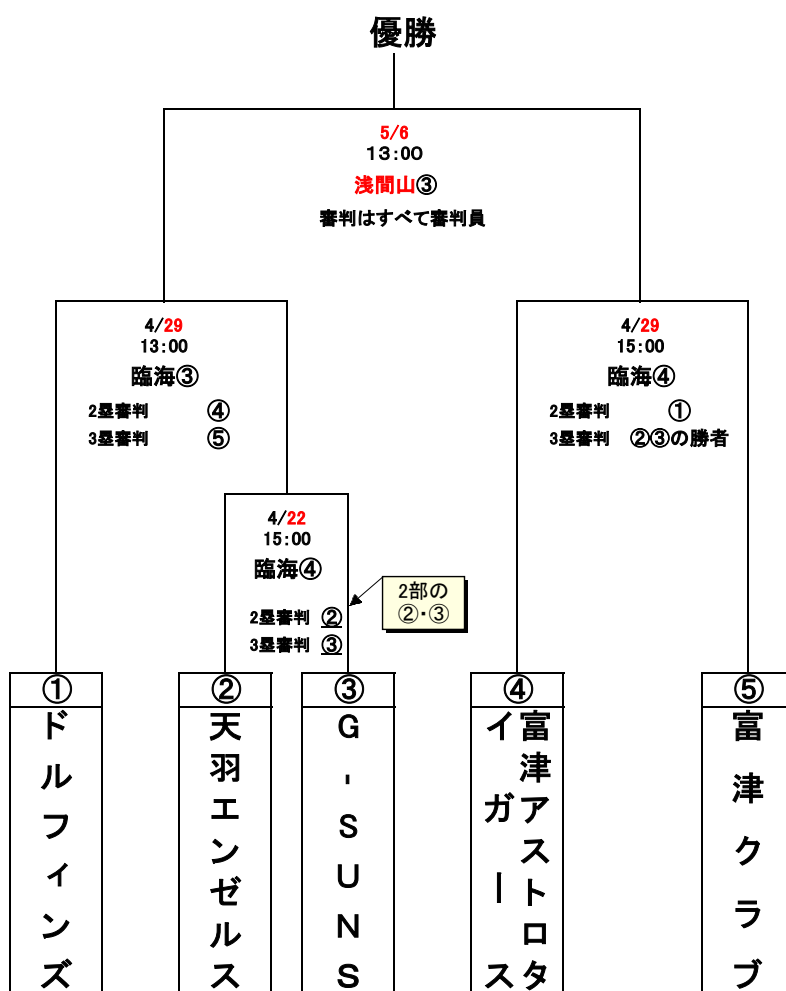 優勝
5/6
13:00
浅間山③
審判はすべて審判員
4/29
13:00
臨海③
2塁審判 ④
3塁審判 ⑤
4/29
15:00
臨海④
2塁審判 ①
3塁審判 ②③の勝者
4/22
15:00
臨海④
2塁審判 ②
3塁審判 ③
2部の
②・③
①
ドルフィンズ
②
天羽エンゼルス
③
G-SUNS
④
富津アストロタ
イガース
⑤
富津クラブ